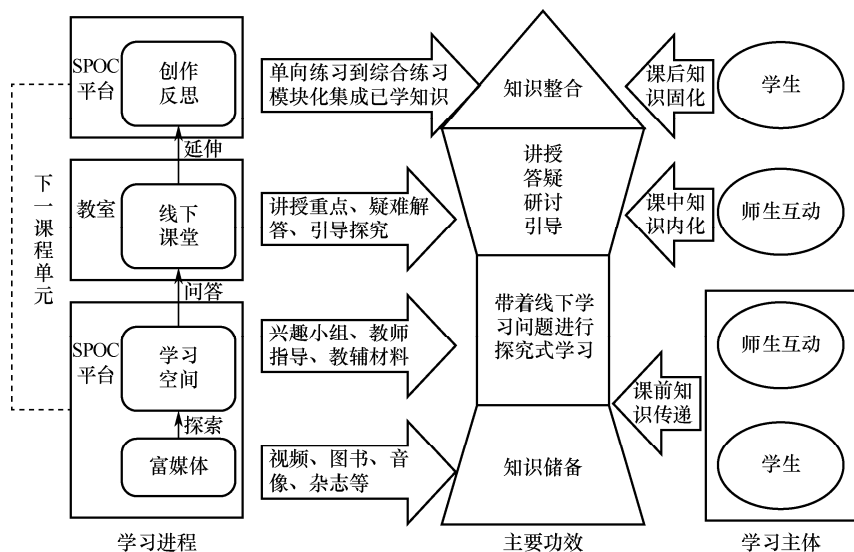 SPOC
平台
创作
反思
单向练习到综合练习
模块化集成已学知识
知识整合
课后知
识固化
学生
延伸
下一课程单元
教室
线下
课堂
讲授重点、疑难解
答、引导探究
讲授
答疑
研讨
引导
课中知
识内化
师生互动
问答
SPOC
平台
学习
空间
兴趣小组、教师
指导、教辅材料
带着线下学
习问题进行
探究式学习
师生互动
课前知
识传递
探索
富媒体
视频、图书、音
像、杂志等
知识储备
学生
学习进程
主要功效
学习主体